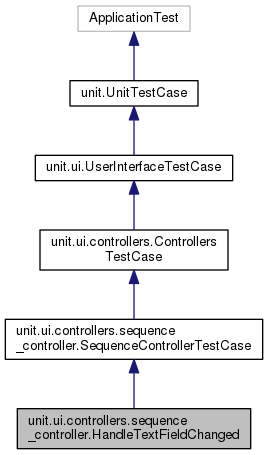 ApplicationTest
unit.UnitTestCase
unit.ui.UserInterfaceTestCase
unit.ui.controllers.Controllers
TestCase
unit.ui.controllers.sequence
_controller.SequenceControllerTestCase
unit.ui.controllers.sequence
_controller.HandleTextFieldChanged